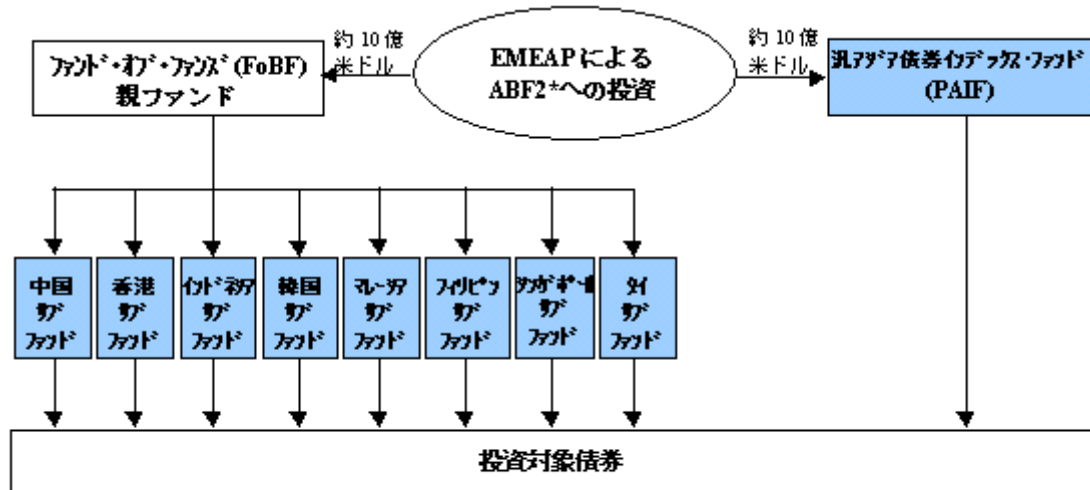 約10億
米ドル
EMEAPによる
ABF2*への投資
約10億
米ドル
ファンド・オブ・ファンズ(FoBF)
親ファンド
汎アジア債券インデックス・ファンド
(PAIF)
中国
サブ
ファンド
香港
サブ
ファンド
インドネシア
サブ
ファンド
韓国
サブ
ファンド
マレーシア
サブ
ファンド
フィリピン
サブ
ファンド
シンガポール
サブ
ファンド
タイ
サブ
ファンド
投資対象債券